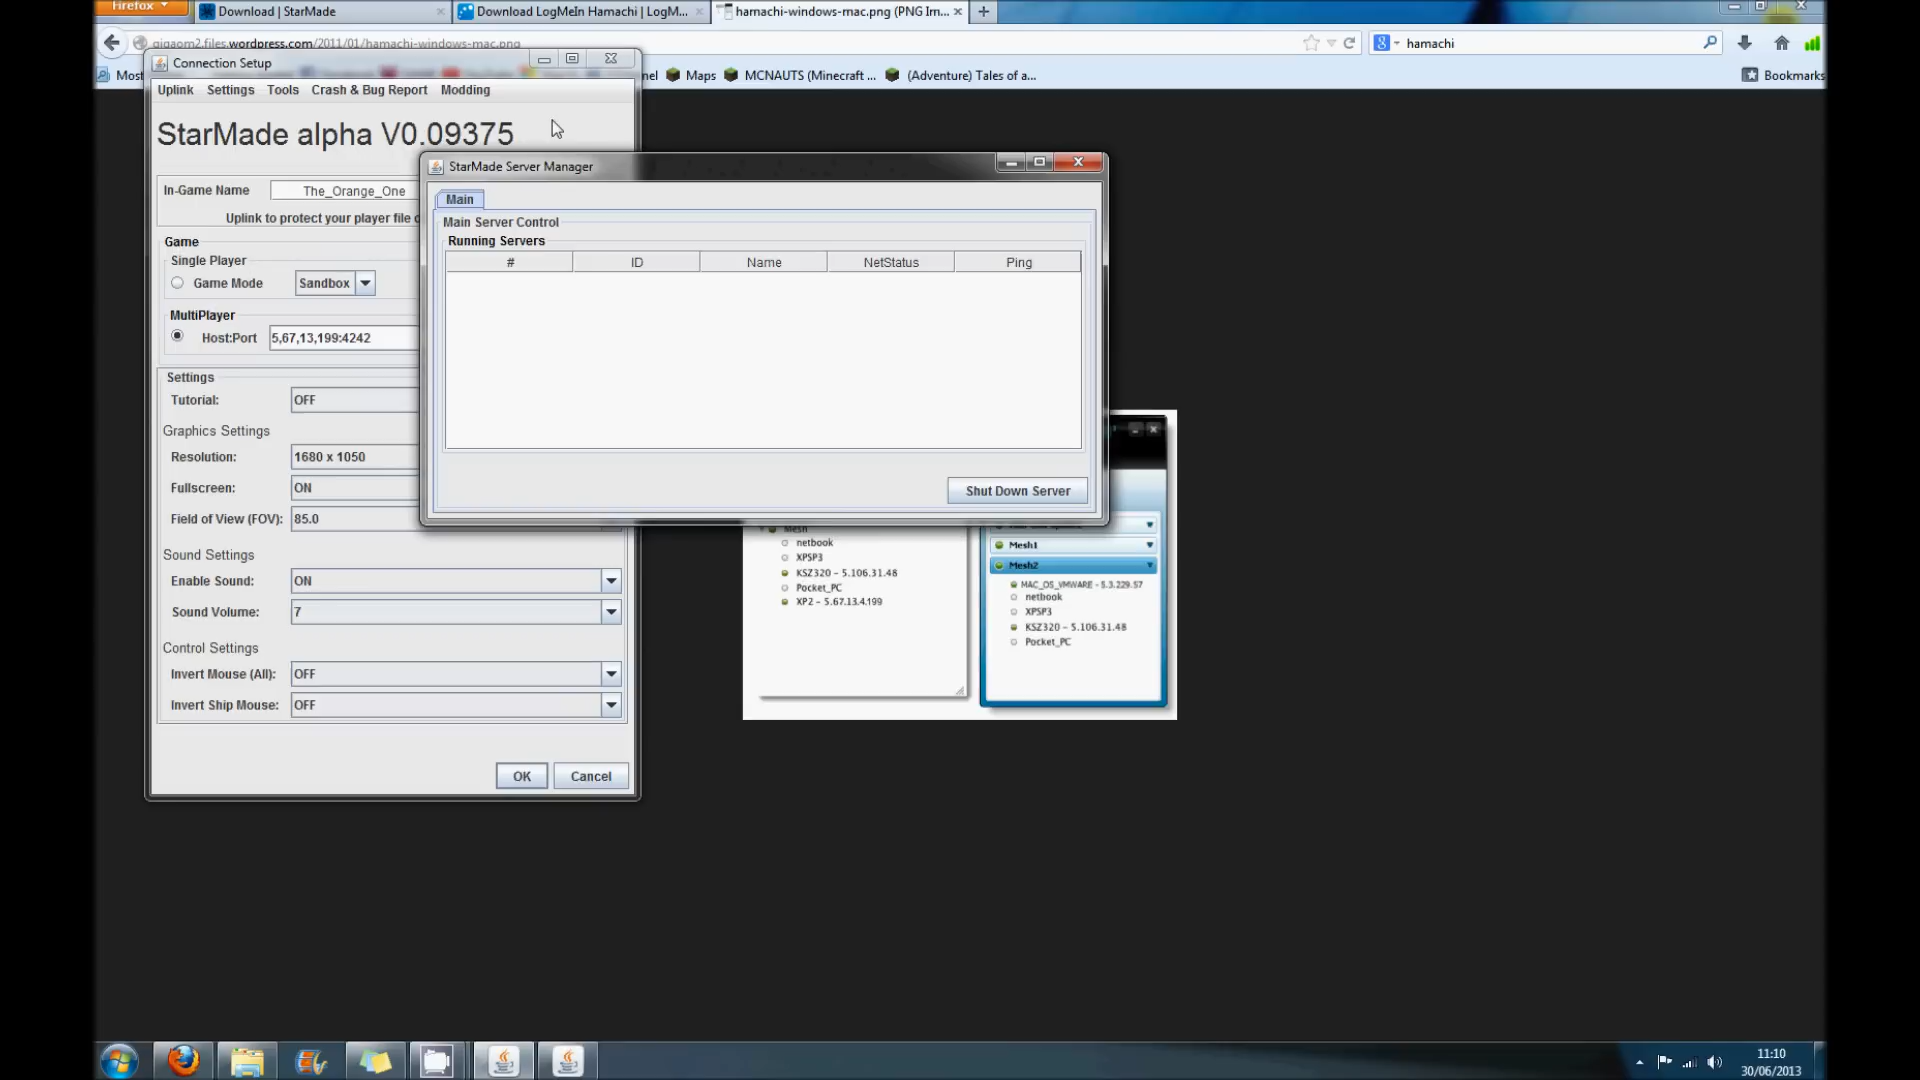 Firefox
Download | StarMade
Download LogMeIn Hamachi | LogM...
hamachi-windows-mac.png (PNG Im...
gigaom2.files.wordpress.com/2011/01/hamachi-windows-mac.png
hamachi
Most
nel
Maps
MCNAUTS (Minecraft ...
(Adventure) Tales of a...
Bookmarks
Connection Setup
Uplink Settings Tools Crash & Bug Report Modding
StarMade alpha V0.09375
In-Game Name The_Orange_One
Uplink to protect your player file
Game
Single Player
Game Mode Sandbox
MultiPlayer
Host:Port 5,67,13,199:4242
Settings
Tutorial: OFF
Graphics Settings
Resolution: 1680 x 1050
Fullscreen: ON
Field of View (FOV): 85.0
Sound Settings
Enable Sound: ON
Sound Volume: 7
Control Settings
Invert Mouse (All): OFF
Invert Ship Mouse: OFF
OK Cancel
StarMade Server Manager
Main
Main Server Control
Running Servers
# ID Name NetStatus Ping
Shut Down Server
Mesh
netbook
XPSP3
KSZ320 - 5.106.31.48
Pocket_PC
XP2 - 5.67.13.4.199
Mesh1
Mesh2
MAC_OS_VMWARE - 5.3.229.57
netbook
XPSP3
KSZ320 - 5.106.31.48
Pocket_PC
11:10
30/06/2013